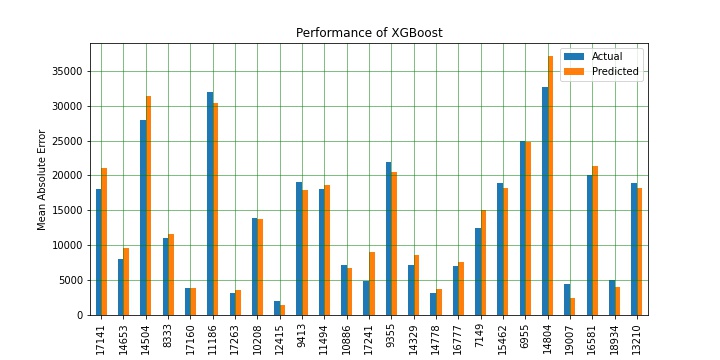 Performance of XGBoost
Actual
Predicted
Mean Absolute Error
35000
30000
25000
20000
15000
10000
5000
0
17141 14653 14504 8333 17160 11186 17263 10208 12415 9413 11494 10886 17241 9355 14329 14778 16777 7149 15462 6955 14804 19007 16581 18934 13210